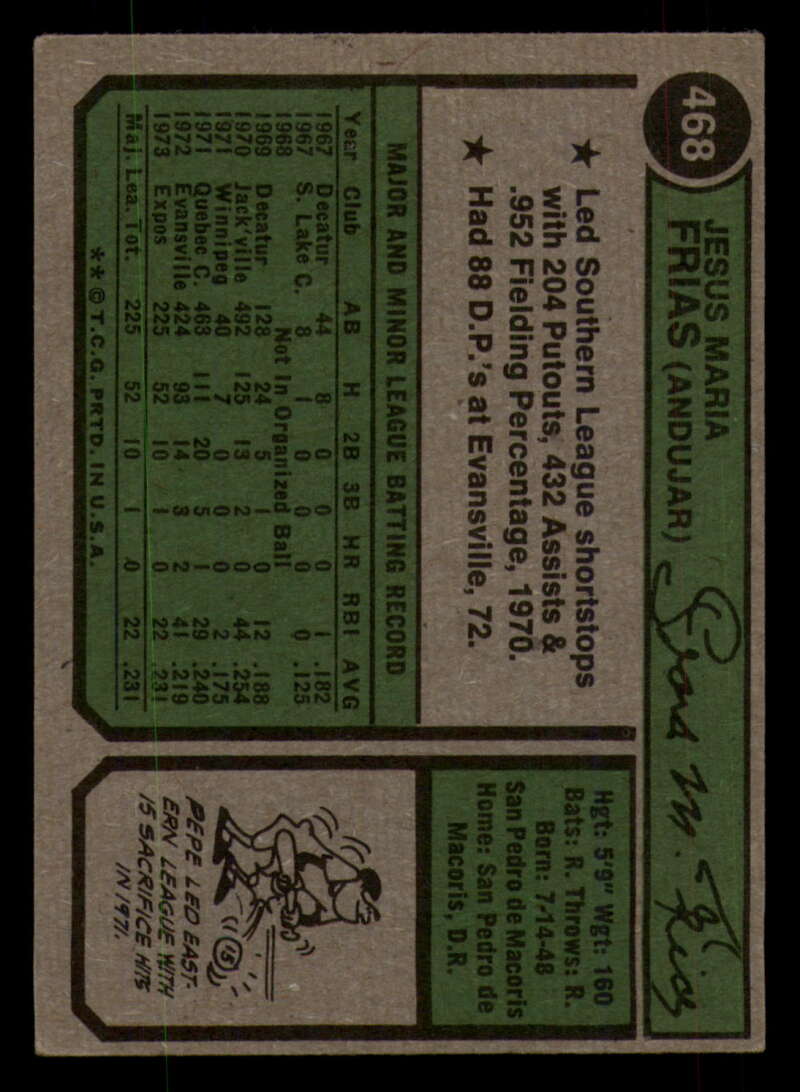 468
JESUS MARIA
FRIAS (ANDUJAR)
★ Led Southern League shortstops
with 204 Putouts, 432 Assists &
.952 Fielding Percentage, 1970.
★ Had 88 D.P.'s at Evansville, 72.
MAJOR AND MINOR LEAGUE BATTING RECORD
Year Club AB H 2B 3B HR RBI AVG
1967 Decatur 44 8 0 0 0 1 .182
1967 S. Lake C. 8 1 0 0 0 0 .125
1968 Not In Organized Ball
1969 Decatur 128 24 5 1 0 12 .188
1970 Jack'ville 492 125 13 2 0 44 .254
1971 Winnipeg 40 7 0 0 0 2 .175
1971 Quebec C. 463 111 20 5 1 29 .240
1972 Evansville 424 93 14 3 2 41 .219
1973 Expos 225 52 10 1 0 22 .231
Maj. Lea. Tot. 225 52 10 1 0 22 .231
** © T.C.G. PRTD. IN U.S.A.
Hgt: 5'9" Wgt: 160
Bats: R. Throws: R.
Born: 7-14-48
San Pedro de Macoris
Home: San Pedro de
Macoris, D.R.
15
PEPE LED EAST-
ERN LEAGUE WITH
15 SACRIFICE HITS
IN 1971.